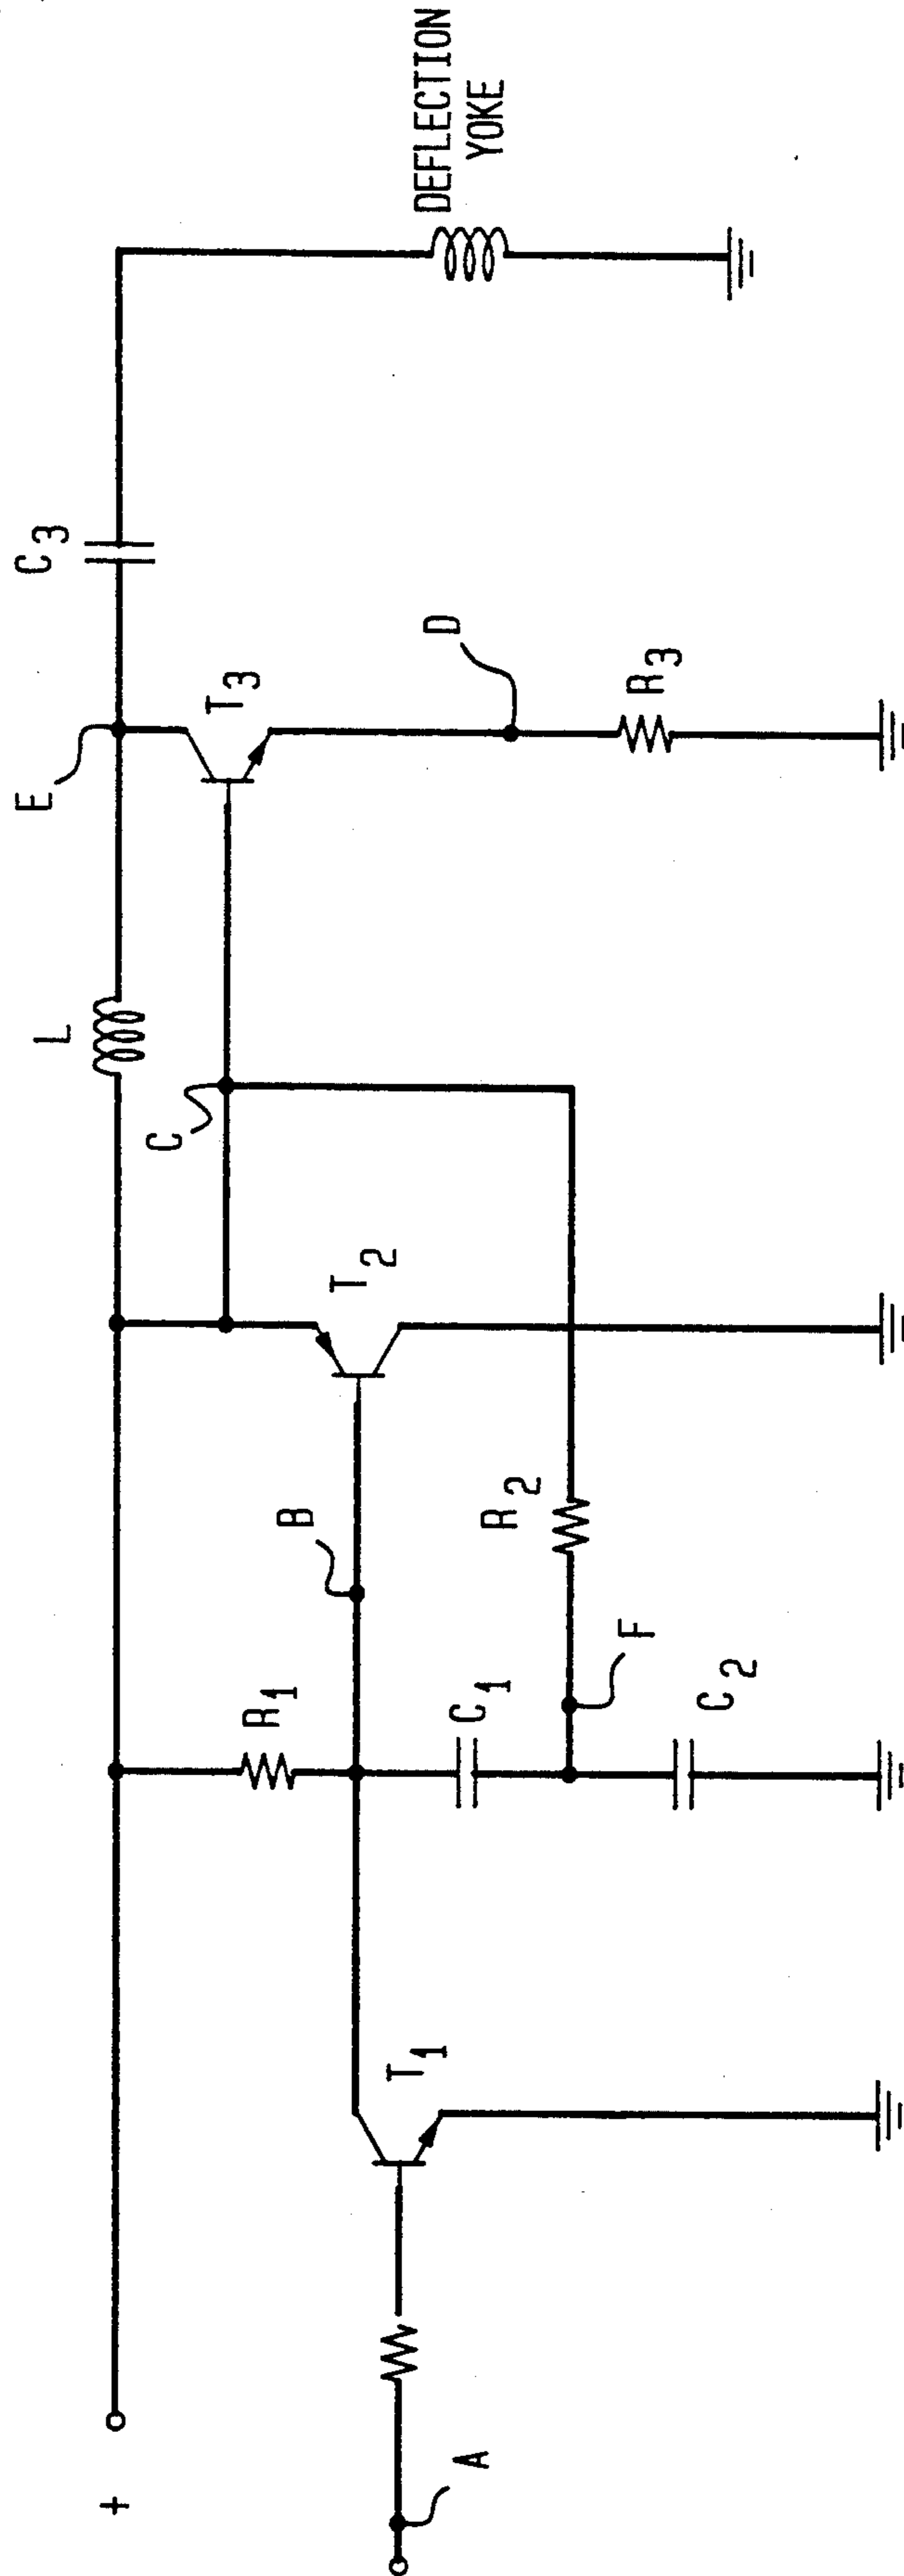 +
A
T1
R1
C1
F
C2
B
R2
T2
C
L
E
T3
D
R3
C3
DEFLECTION
YOKE